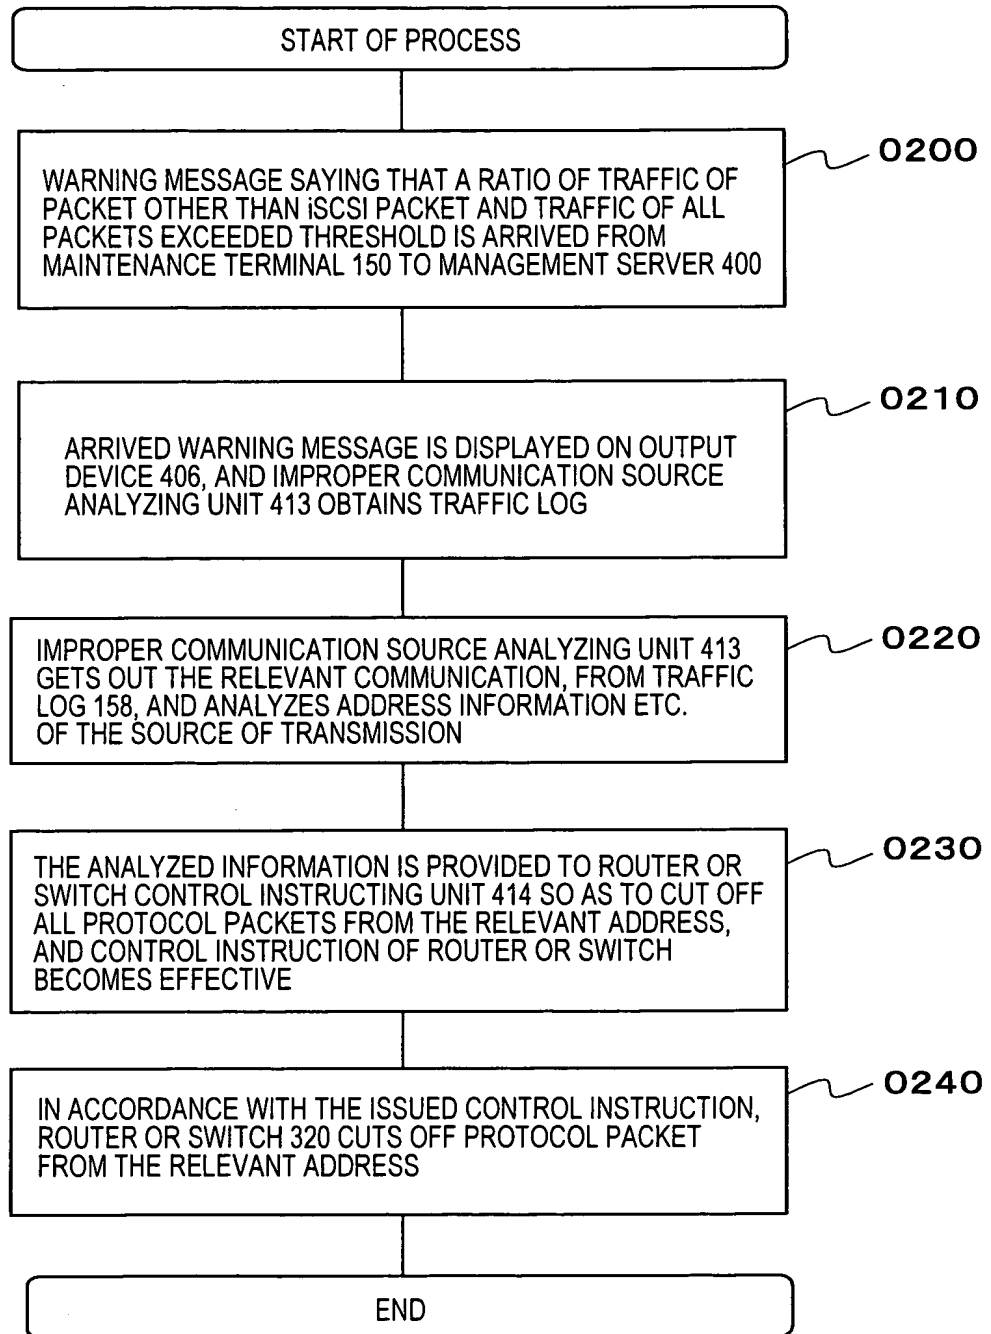 START OF PROCESS
0200
WARNING MESSAGE SAYING THAT A RATIO OF TRAFFIC OF
PACKET OTHER THAN iSCSI PACKET AND TRAFFIC OF ALL
PACKETS EXCEEDED THRESHOLD IS ARRIVED FROM
MAINTENANCE TERMINAL 150 TO MANAGEMENT SERVER 400
0210
ARRIVED WARNING MESSAGE IS DISPLAYED ON OUTPUT
DEVICE 406, AND IMPROPER COMMUNICATION SOURCE
ANALYZING UNIT 413 OBTAINS TRAFFIC LOG
0220
IMPROPER COMMUNICATION SOURCE ANALYZING UNIT 413
GETS OUT THE RELEVANT COMMUNICATION, FROM TRAFFIC
LOG 158, AND ANALYZES ADDRESS INFORMATION ETC.
OF THE SOURCE OF TRANSMISSION
0230
THE ANALYZED INFORMATION IS PROVIDED TO ROUTER OR
SWITCH CONTROL INSTRUCTING UNIT 414 SO AS TO CUT OFF
ALL PROTOCOL PACKETS FROM THE RELEVANT ADDRESS,
AND CONTROL INSTRUCTION OF ROUTER OR SWITCH
BECOMES EFFECTIVE
0240
IN ACCORDANCE WITH THE ISSUED CONTROL INSTRUCTION,
ROUTER OR SWITCH 320 CUTS OFF PROTOCOL PACKET
FROM THE RELEVANT ADDRESS
END